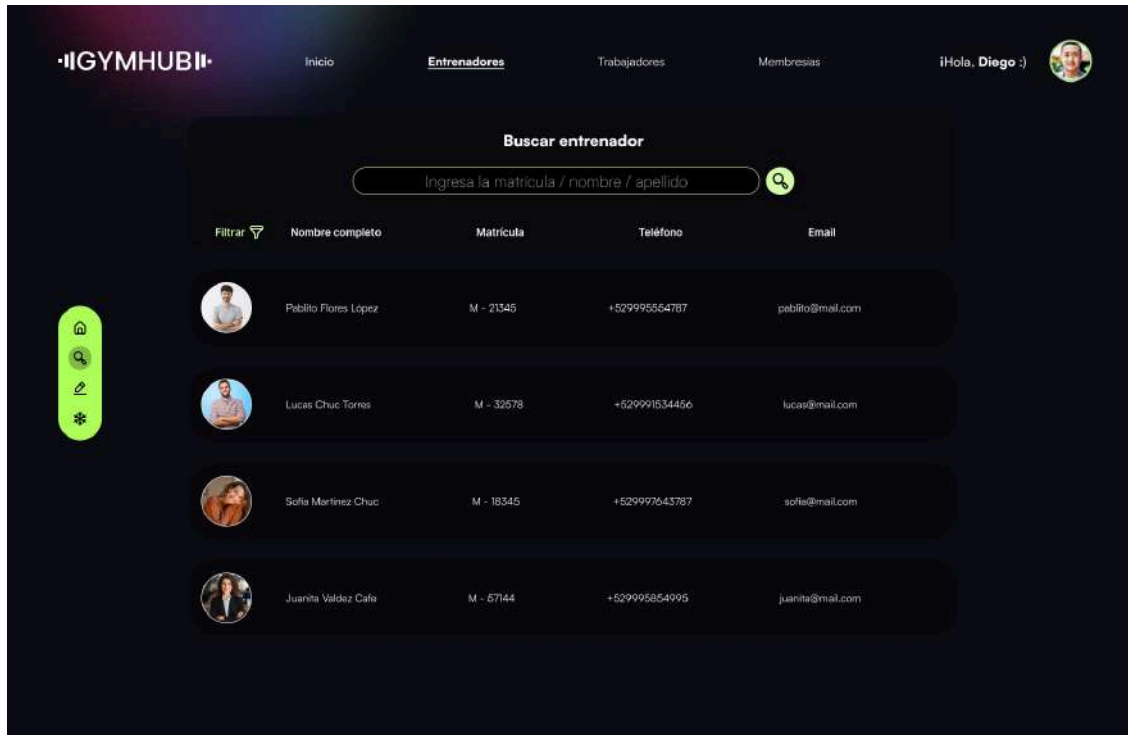 GYMHUB
Inicio Entrenadores Trabajadores Membresias ¡Hola, Diego :)
Buscar entrenador
Ingresa la matrícula / nombre / apellido
Filtrar Nombre completo Matrícula Teléfono Email
Pablito Flores López M - 21345 +529995554787 pablito@mail.com
Lucas Chuc Torres M - 32578 +529991534456 lucas@mail.com
Sofia Martinez Chuc M - 18345 +529997643787 sofia@mail.com
Juanita Valdez Cafe M - 57144 +529995854995 juanita@mail.com